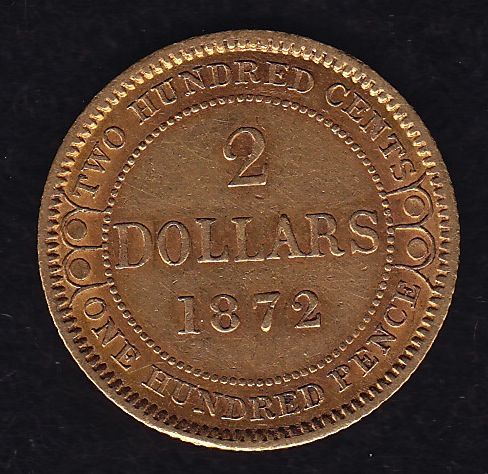 TWO HUNDRED CENTS
2
DOLLARS
1872
ONE HUNDRED PENCE